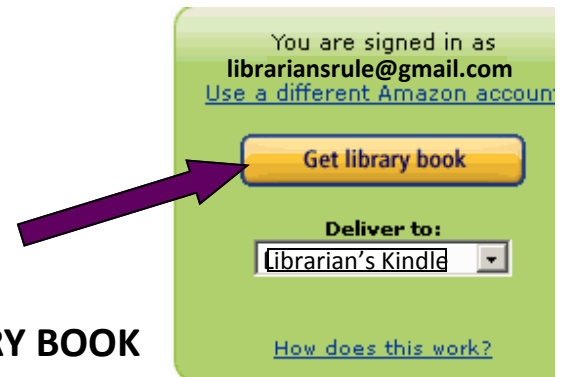 You are signed in as
librariansrule@gmail.com
Use a different Amazon accoun
Get library book
Deliver to:
Librarian's Kindle
RY BOOK
How does this work?